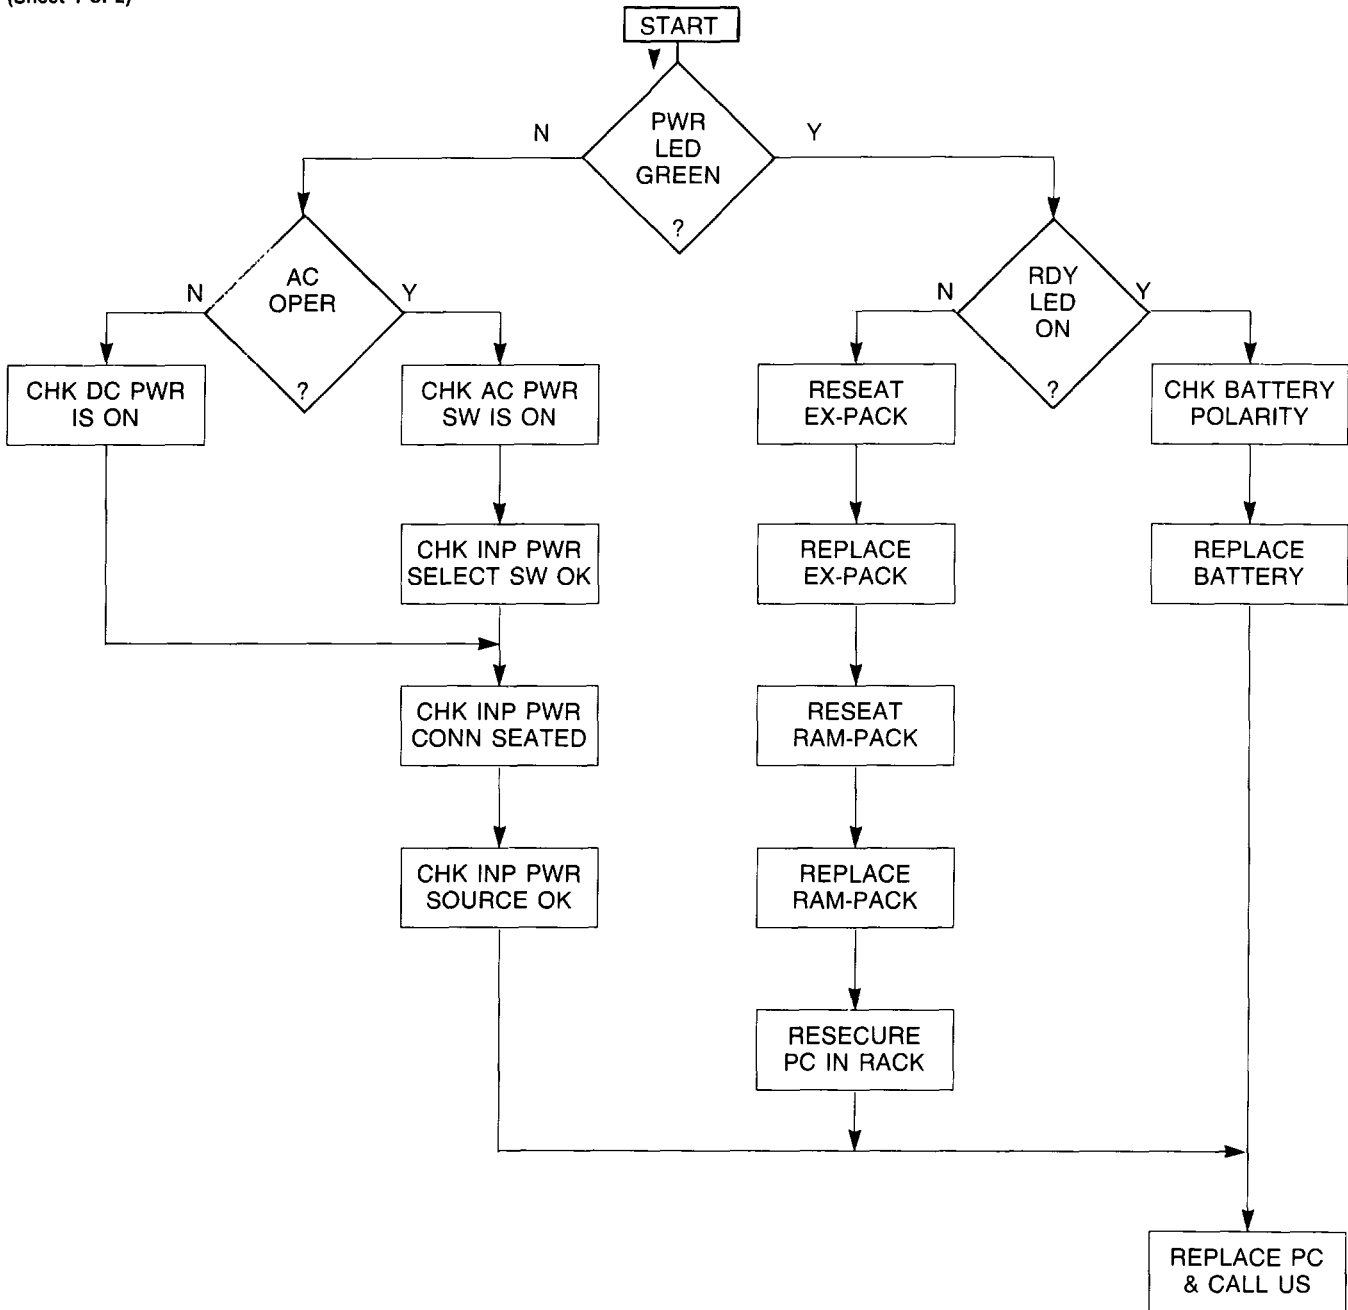 START
PWR
LED
GREEN
?
N
Y
AC
OPER
?
N
Y
RDY
LED
ON
?
N
Y
CHK DC PWR
IS ON
CHK AC PWR
SW IS ON
RESEAT
EX-PACK
CHK BATTERY
POLARITY
CHK INP PWR
SELECT SW OK
REPLACE
EX-PACK
REPLACE
BATTERY
CHK INP PWR
CONN SEATED
RESEAT
RAM-PACK
CHK INP PWR
SOURCE OK
REPLACE
RAM-PACK
RESECURE
PC IN RACK
REPLACE PC
& CALL US